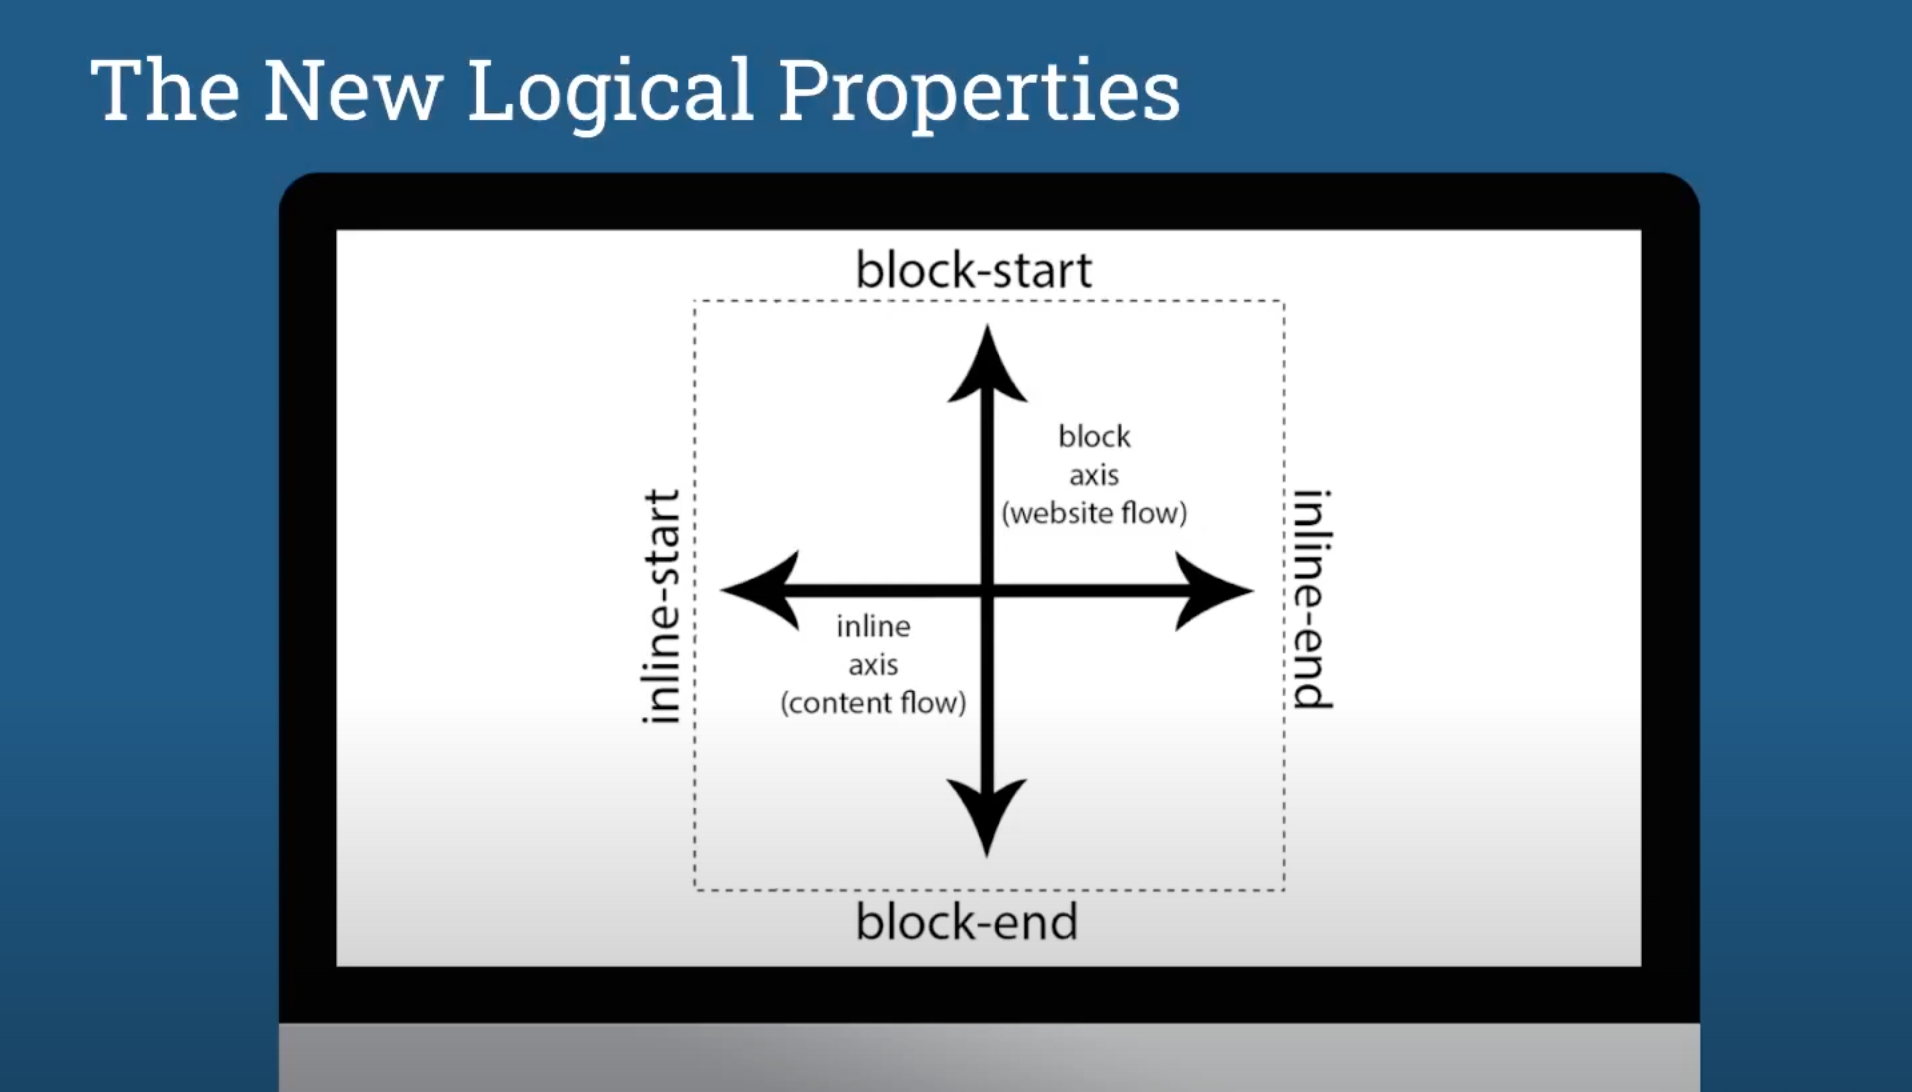 The New Logical Properties
block-start
block
axis
(website flow)
inline-start
inline-end
inline
axis
(content flow)
block-end